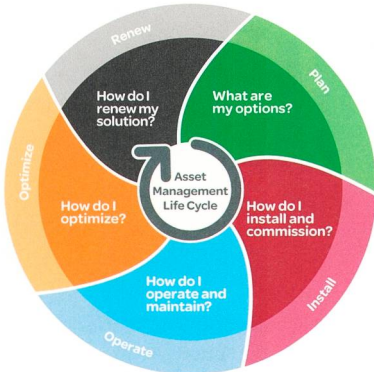 Renew
How do I
renew my
solution?
Plan
What are
my options?
Asset
Management
Life Cycle
Optimize
How do I
optimize?
How do I
install and
commission?
Install
How do I
operate and
maintain?
Operate